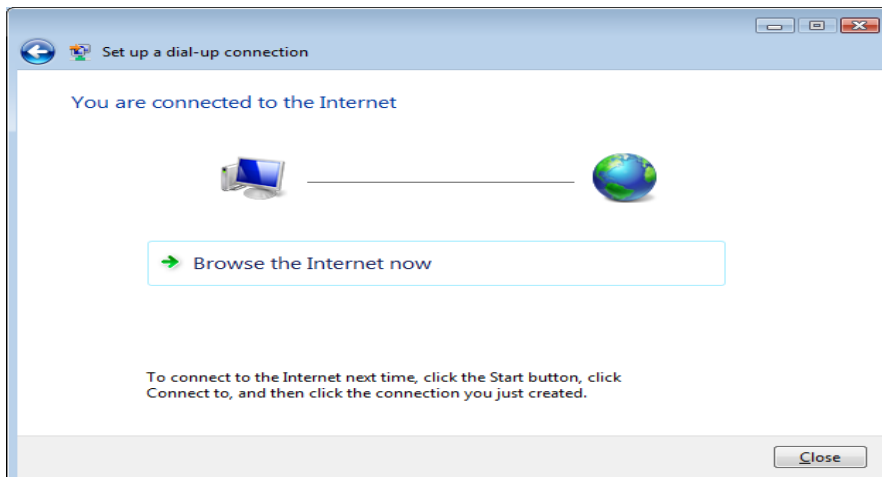 Set up a dial-up connection
You are connected to the Internet
Browse the Internet now
To connect to the Internet next time, click the Start button, click
Connect to, and then click the connection you just created.
Close